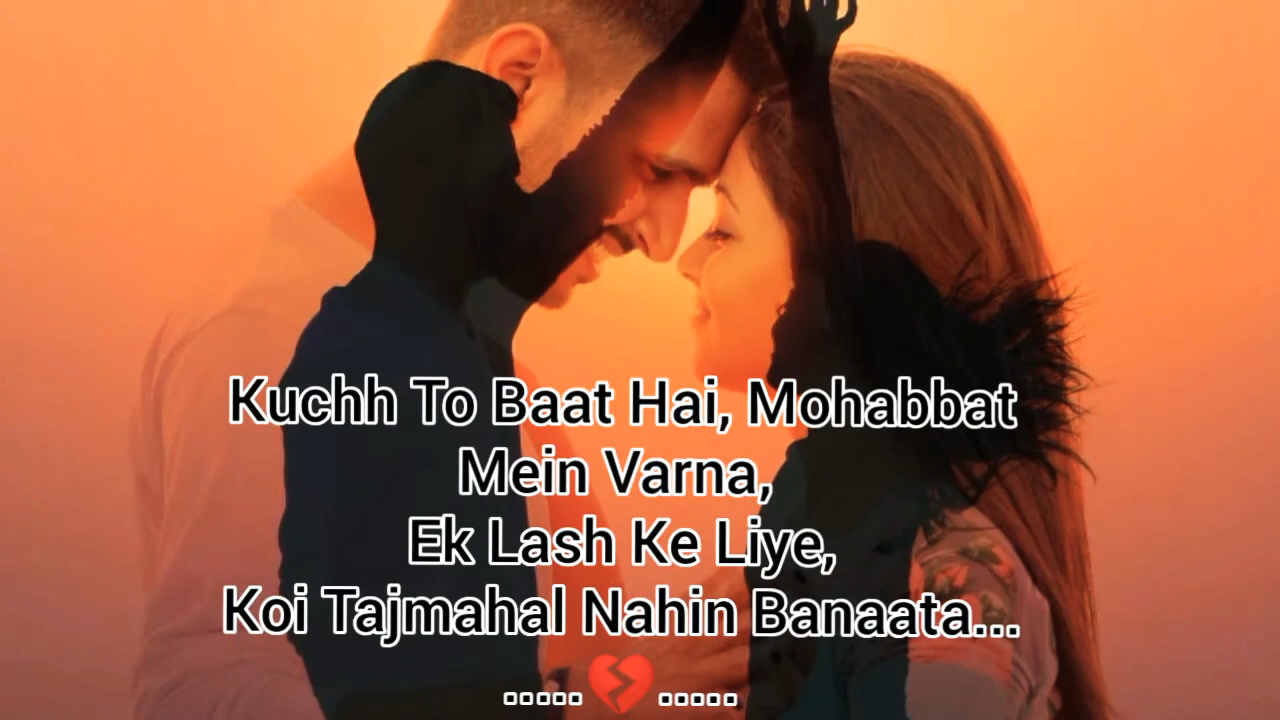 Kuchh To Baat Hai, Mohabbat
Mein Varna,
Ek Lash Ke Liye,
Koi Tajmahal Nahin Banaata...
.....💔.....